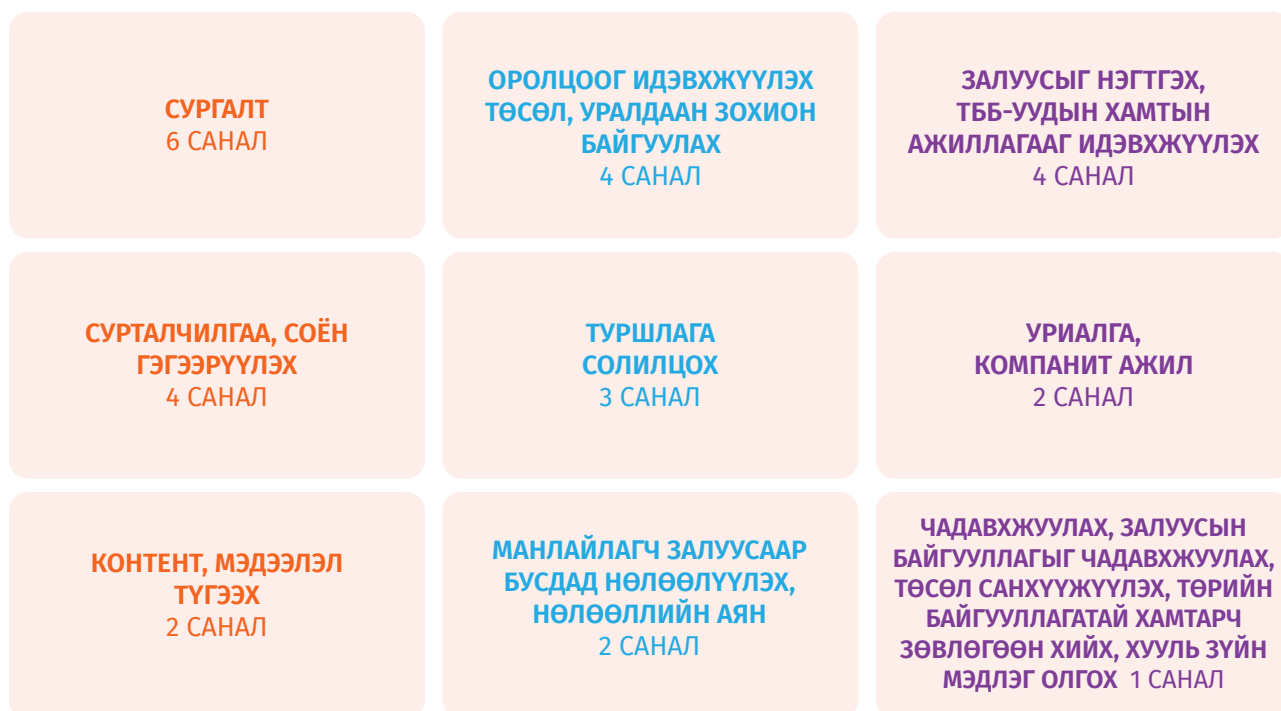 СУРГАЛТ
6 САНАЛ
ОРОЛЦООГ ИДЭВХЖҮҮЛЭХ
ТӨСӨЛ, УРАЛДААН ЗОХИОН
БАЙГУУЛАХ
4 САНАЛ
ЗАЛУУСЫГ НЭГТГЭХ,
ТББ-УУДЫН ХАМТЫН
АЖИЛЛАГААГ ИДЭВХЖҮҮЛЭХ
4 САНАЛ
СУРТАЛЧИЛГАА, СОЁН
ГЭГЭЭРҮҮЛЭХ
4 САНАЛ
ТУРШЛАГА
СОЛИЛЦОХ
3 САНАЛ
УРИАЛГА,
КОМПАНИТ АЖИЛ
2 САНАЛ
КОНТЕНТ, МЭДЭЭЛЭЛ
ТҮГЭЭХ
2 САНАЛ
МАНЛАЙЛАГЧ ЗАЛУУСААР
БУСДАД НӨЛӨӨЛҮҮЛЭХ,
НӨЛӨӨЛЛИЙН АЯН
2 САНАЛ
ЧАДАВХЖУУЛАХ, ЗАЛУУСЫН
БАЙГУУЛЛАГЫГ ЧАДАВХЖУУЛАХ,
ТӨСӨЛ САНХҮҮЖҮҮЛЭХ, ТӨРИЙН
БАЙГУУЛЛАГАТАЙ ХАМТАРЧ
ЗӨВЛӨГӨӨН ХИЙХ, ХУУЛЬ ЗҮЙН
МЭДЛЭГ ОЛГОХ 1 САНАЛ